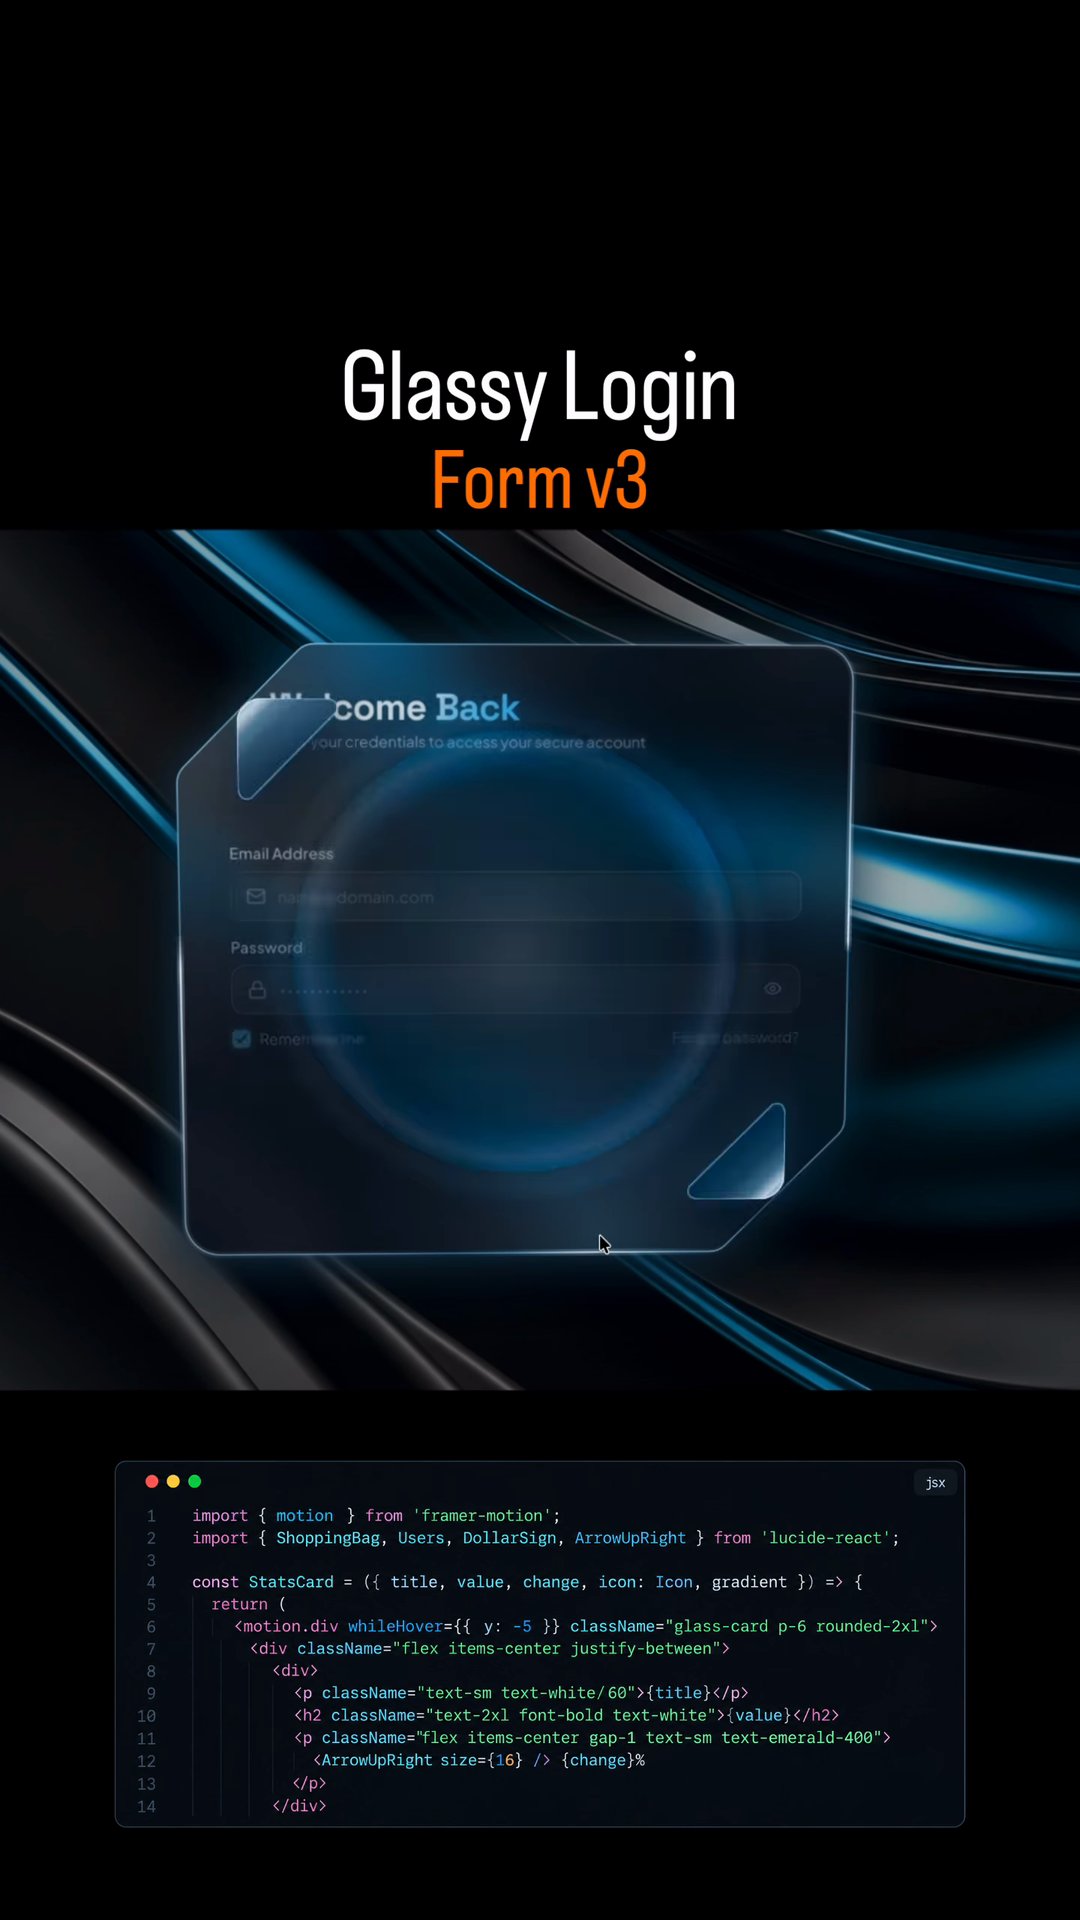 Glassy Login
Form v3
come Back
your credentials to access your secure account
Email Address
domain.com
Password
password?
jsx
1 import { motion } from 'framer-motion';
2 import { ShoppingBag, Users, DollarSign, ArrowUpRight } from 'lucide-react';
3
4 const StatsCard = ({ title, value, change, icon: Icon, gradient }) => {
5 return (
6 <motion.div whileHover={{ y: -5 }} className="glass-card p-6 rounded-2xl">
7 <div className="flex items-center justify-between">
8 <div>
9 <p className="text-sm text-white/60">{title}</p>
10 <h2 className="text-2xl font-bold text-white">{value}</h2>
11 <p className="flex items-center gap-1 text-sm text-emerald-400">
12 <ArrowUpRight size={16} /> {change}%
13 </p>
14 </div>